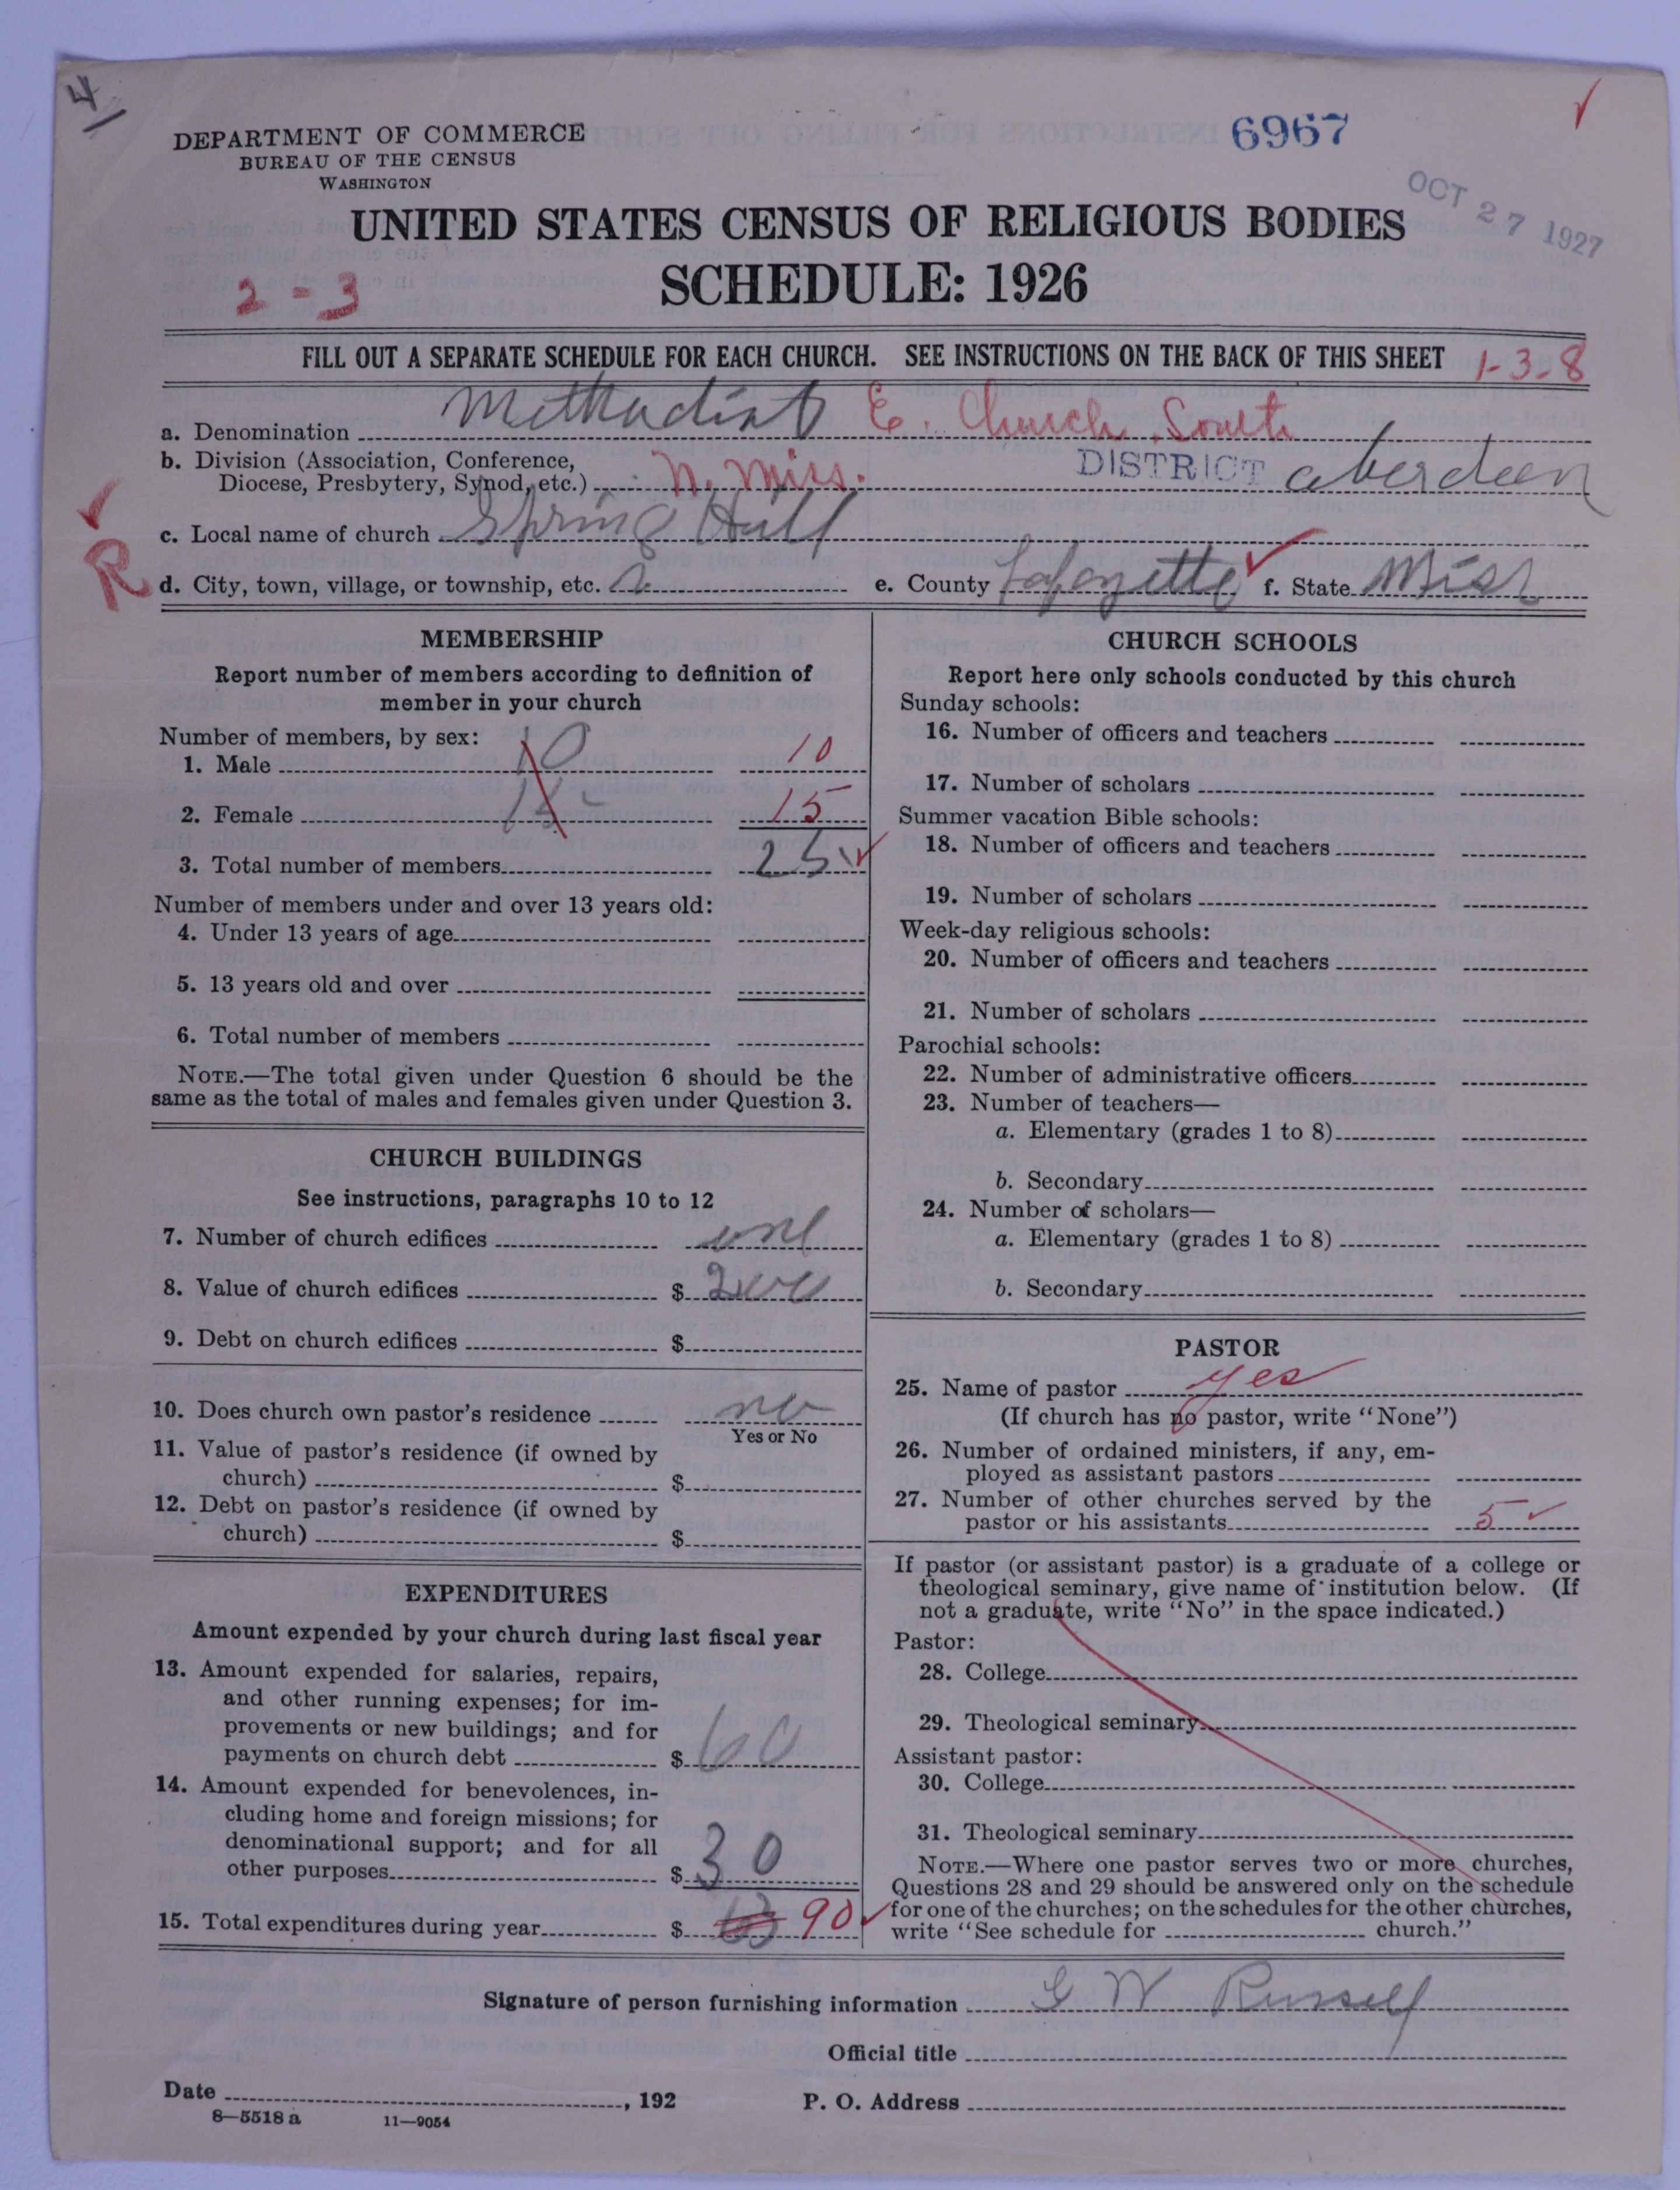 4
DEPARTMENT OF COMMERCE
BUREAU OF THE CENSUS
WASHINGTON
6967
OCT 27 1927
UNITED STATES CENSUS OF RELIGIOUS BODIES
SCHEDULE: 1926
2-3
FILL OUT A SEPARATE SCHEDULE FOR EACH CHURCH. SEE INSTRUCTIONS ON THE BACK OF THIS SHEET 1-3-8
a. Denomination Methodist E. Church, South
b. Division (Association, Conference,
Diocese, Presbytery, Synod, etc.) N. Miss. DISTRICT aberdeen
c. Local name of church Spring Hill
R
d. City, town, village, or township, etc. e. County Lafayette f. State Miss
MEMBERSHIP
Report number of members according to definition of
member in your church
Number of members, by sex:
1. Male 10 10
2. Female 15 15
3. Total number of members 25
Number of members under and over 13 years old:
4. Under 13 years of age
5. 13 years old and over
6. Total number of members
NOTE.—The total given under Question 6 should be the
same as the total of males and females given under Question 3.
CHURCH BUILDINGS
See instructions, paragraphs 10 to 12
7. Number of church edifices one
8. Value of church edifices $ 200
9. Debt on church edifices $
10. Does church own pastor's residence no
Yes or No
11. Value of pastor's residence (if owned by
church) $
12. Debt on pastor's residence (if owned by
church) $
EXPENDITURES
Amount expended by your church during last fiscal year
13. Amount expended for salaries, repairs,
and other running expenses; for im-
provements or new buildings; and for
payments on church debt $ 60
14. Amount expended for benevolences, in-
cluding home and foreign missions; for
denominational support; and for all
other purposes $ 30
15. Total expenditures during year $ 90
CHURCH SCHOOLS
Report here only schools conducted by this church
Sunday schools:
16. Number of officers and teachers
17. Number of scholars
Summer vacation Bible schools:
18. Number of officers and teachers
19. Number of scholars
Week-day religious schools:
20. Number of officers and teachers
21. Number of scholars
Parochial schools:
22. Number of administrative officers
23. Number of teachers—
a. Elementary (grades 1 to 8)
b. Secondary
24. Number of scholars—
a. Elementary (grades 1 to 8)
b. Secondary
PASTOR
25. Name of pastor yes
(If church has no pastor, write "None")
26. Number of ordained ministers, if any, em-
ployed as assistant pastors
27. Number of other churches served by the
pastor or his assistants 5
If pastor (or assistant pastor) is a graduate of a college or
theological seminary, give name of institution below. (If
not a graduate, write "No" in the space indicated.)
Pastor:
28. College
29. Theological seminary
Assistant pastor:
30. College
31. Theological seminary
NOTE.—Where one pastor serves two or more churches,
Questions 28 and 29 should be answered only on the schedule
for one of the churches; on the schedules for the other churches,
write "See schedule for church."
Signature of person furnishing information G W Russell
Official title
Date , 192 P. O. Address
8—5518 a 11—9054